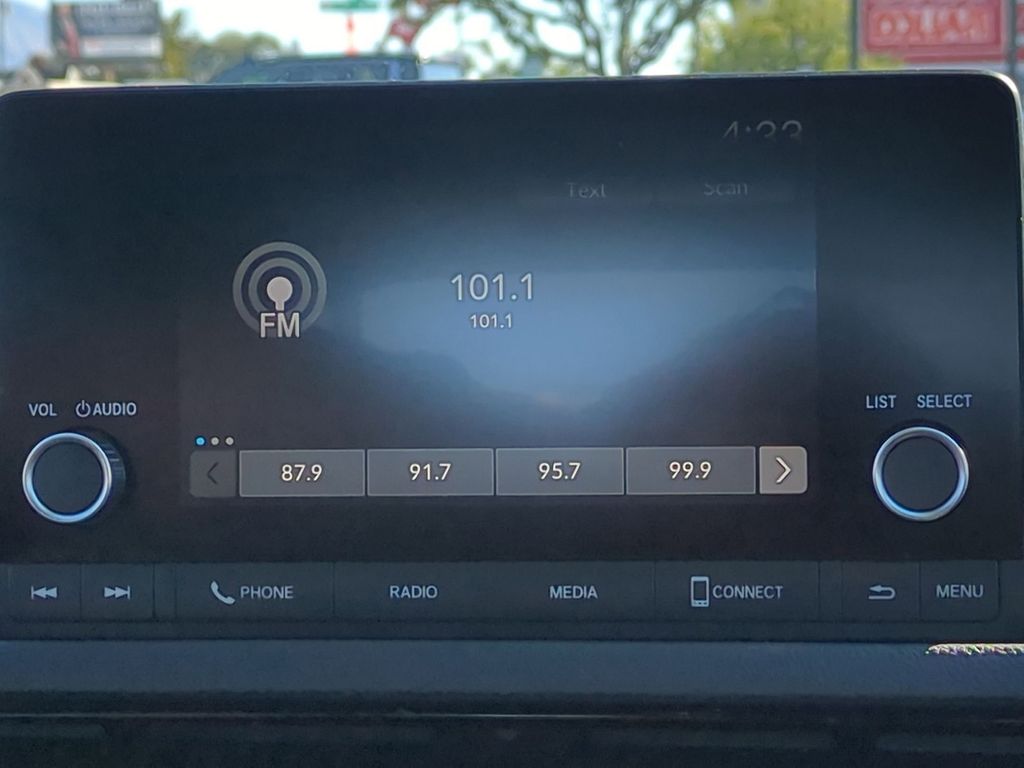 4:33
Text Scan
101.1
101.1
FM
VOL AUDIO
LIST SELECT
87.9 91.7 95.7 99.9
PHONE RADIO MEDIA CONNECT MENU